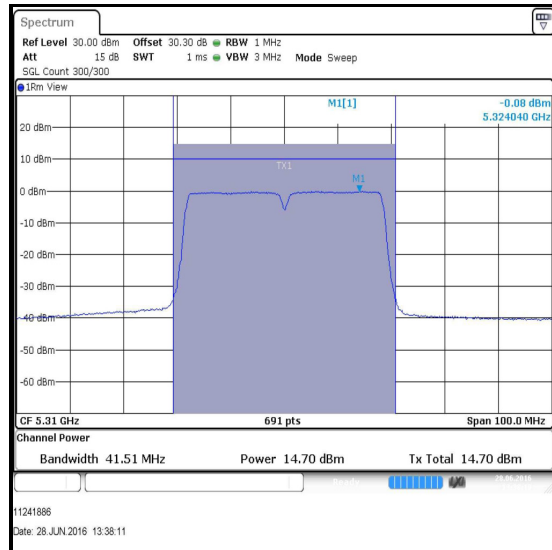 Spectrum
Ref Level 30.00 dBm Offset 30.30 dB RBW 1 MHz
Att 15 dB SWT 1 ms VBW 3 MHz Mode Sweep
SGL Count 300/300
1Rm View
M1[1] -0.08 dBm
5.324040 GHz
20 dBm
10 dBm
TX1
M1
0 dBm
-10 dBm
-20 dBm
-30 dBm
-40 dBm
-50 dBm
-60 dBm
CF 5.31 GHz 691 pts Span 100.0 MHz
Channel Power
Bandwidth 41.51 MHz Power 14.70 dBm Tx Total 14.70 dBm
28.06.2016
11241886
Date: 28.JUN.2016 13:38:11